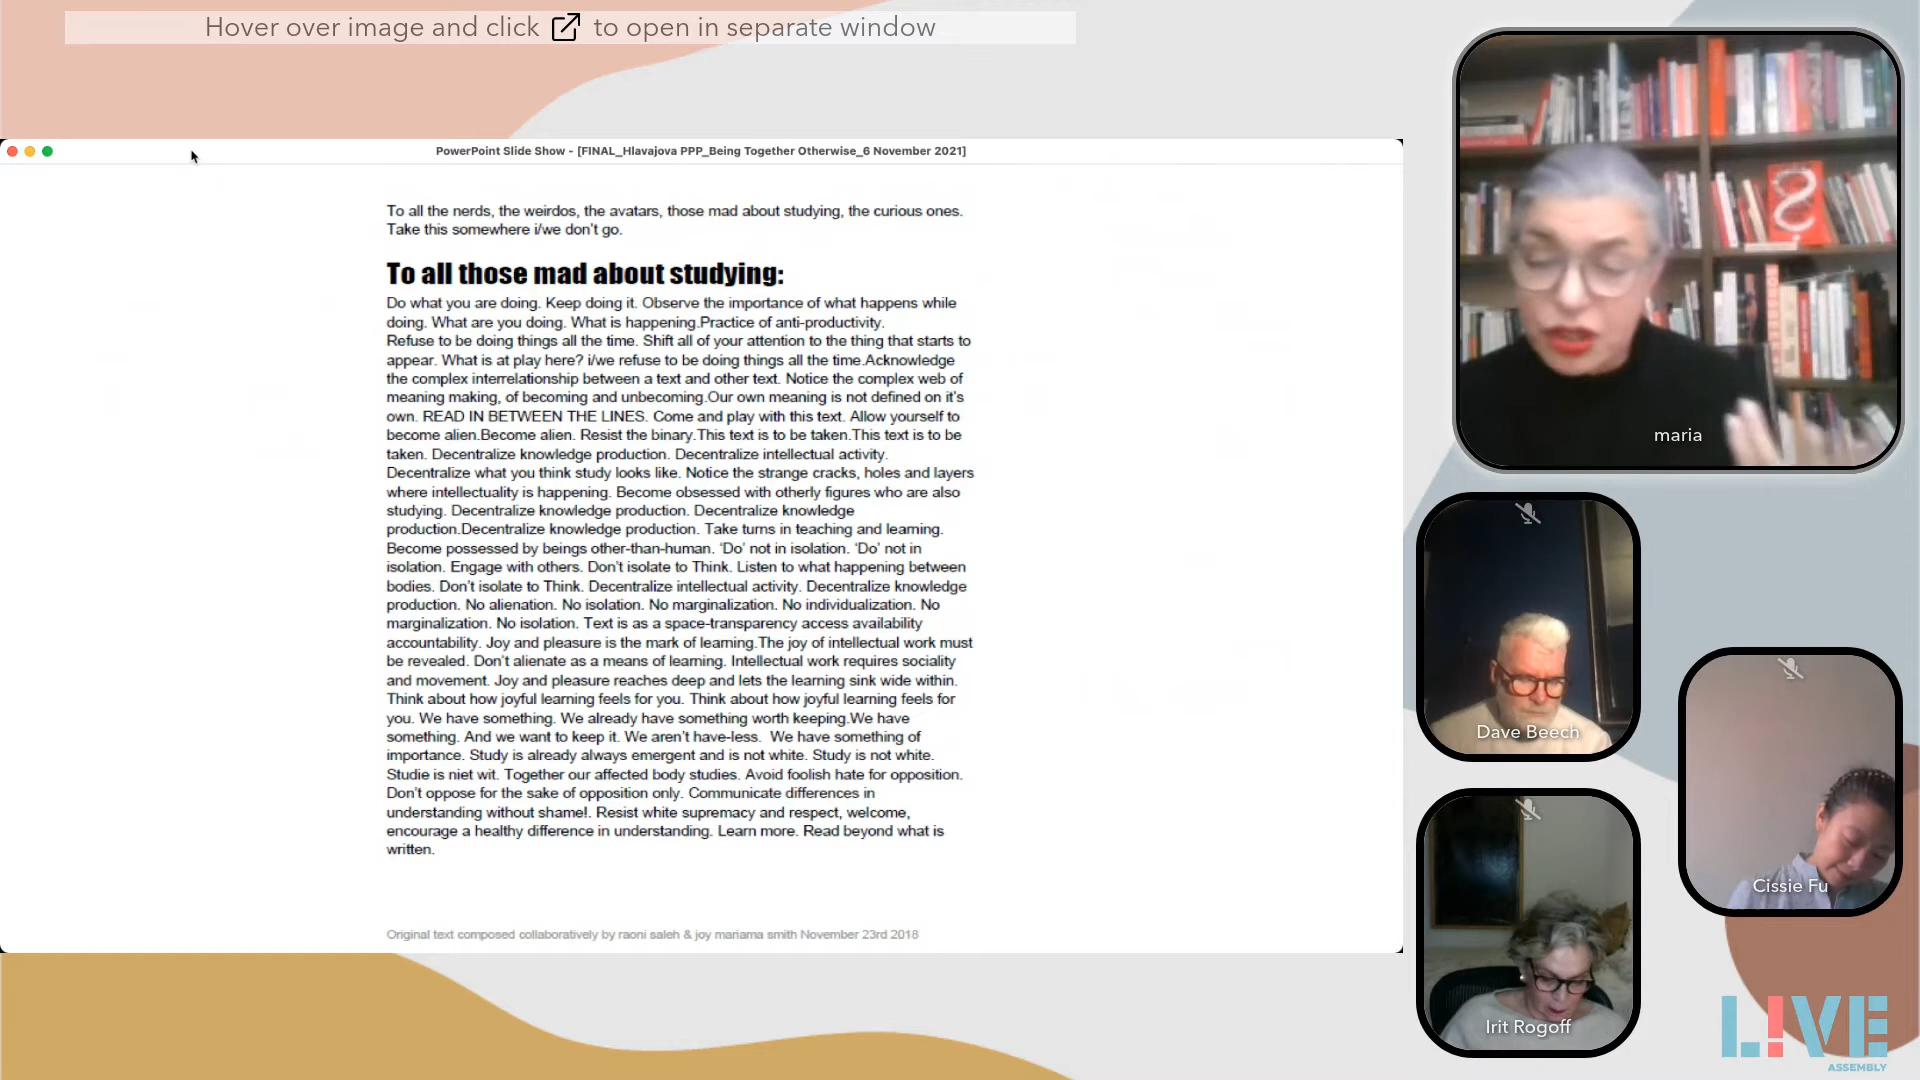 Hover over image and click to open in separate window
PowerPoint Slide Show - [FINAL_Hlavajova PPP_Being Together Otherwise_6 November 2021]
To all the nerds, the weirdos, the avatars, those mad about studying, the curious ones.
Take this somewhere i/we don't go.
To all those mad about studying:
Do what you are doing. Keep doing it. Observe the importance of what happens while
doing. What are you doing. What is happening.Practice of anti-productivity.
Refuse to be doing things all the time. Shift all of your attention to the thing that starts to
appear. What is at play here? i/we refuse to be doing things all the time.Acknowledge
the complex interrelationship between a text and other text. Notice the complex web of
meaning making, of becoming and unbecoming.Our own meaning is not defined on it's
own. READ IN BETWEEN THE LINES. Come and play with this text. Allow yourself to
become alien.Become alien. Resist the binary.This text is to be taken.This text is to be
taken. Decentralize knowledge production. Decentralize intellectual activity.
Decentralize what you think study looks like. Notice the strange cracks, holes and layers
where intellectuality is happening. Become obsessed with otherly figures who are also
studying. Decentralize knowledge production. Decentralize knowledge
production.Decentralize knowledge production. Take turns in teaching and learning.
Become possessed by beings other-than-human. 'Do' not in isolation. 'Do' not in
isolation. Engage with others. Don't isolate to Think. Listen to what happening between
bodies. Don't isolate to Think. Decentralize intellectual activity. Decentralize knowledge
production. No alienation. No isolation. No marginalization. No individualization. No
marginalization. No isolation. Text is as a space-transparency access availability
accountability. Joy and pleasure is the mark of learning.The joy of intellectual work must
be revealed. Don't alienate as a means of learning. Intellectual work requires sociality
and movement. Joy and pleasure reaches deep and lets the learning sink wide within.
Think about how joyful learning feels for you. Think about how joyful learning feels for
you. We have something. We already have something worth keeping.We have
something. And we want to keep it. We aren't have-less.  We have something of
importance. Study is already always emergent and is not white. Study is not white.
Studie is niet wit. Together our affected body studies. Avoid foolish hate for opposition.
Don't oppose for the sake of opposition only. Communicate differences in
understanding without shame!. Resist white supremacy and respect, welcome,
encourage a healthy difference in understanding. Learn more. Read beyond what is
written.
Original text composed collaboratively by raoni saleh & joy mariama smith November 23rd 2018
maria
Dave Beech
Cissie Fu
Irit Rogoff
L!VE
ASSEMBLY